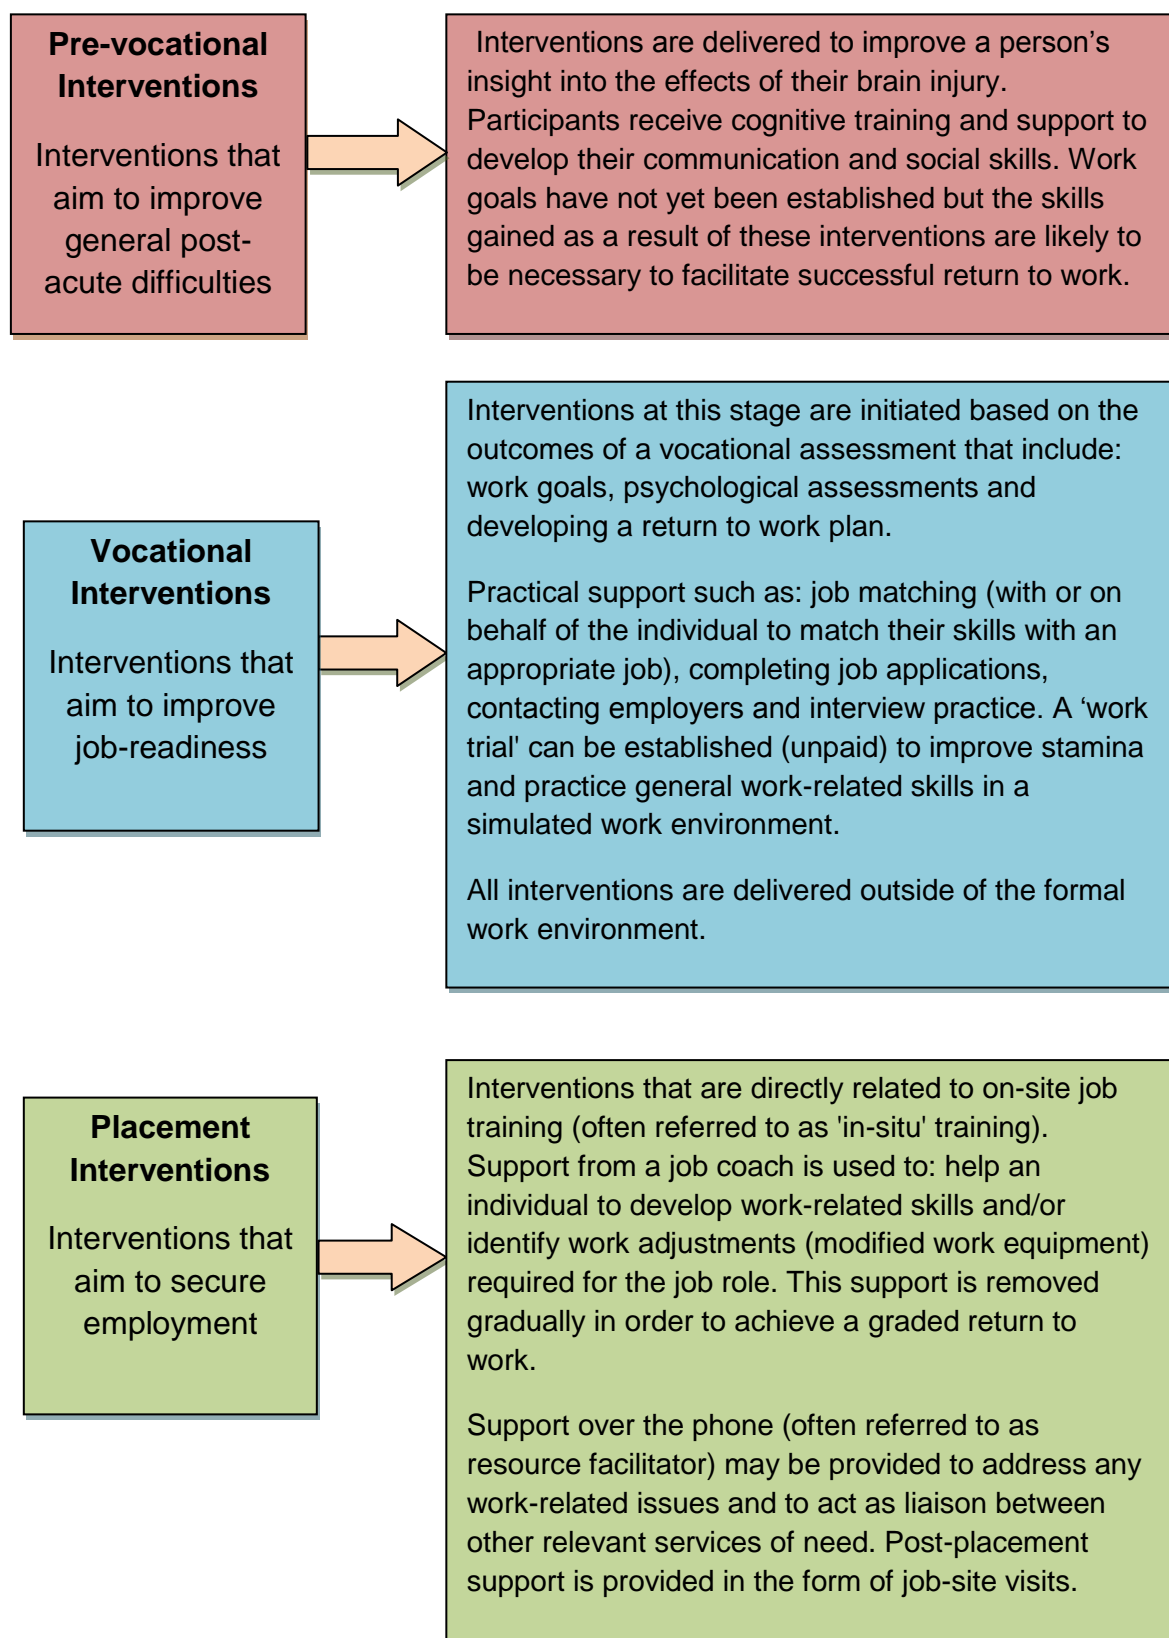 Pre-vocational
Interventions
Interventions that
aim to improve
general post-
acute difficulties
Interventions are delivered to improve a person's
insight into the effects of their brain injury.
Participants receive cognitive training and support to
develop their communication and social skills. Work
goals have not yet been established but the skills
gained as a result of these interventions are likely to
be necessary to facilitate successful return to work.
Vocational
Interventions
Interventions that
aim to improve
job-readiness
Interventions at this stage are initiated based on the
outcomes of a vocational assessment that include:
work goals, psychological assessments and
developing a return to work plan.
Practical support such as: job matching (with or on
behalf of the individual to match their skills with an
appropriate job), completing job applications,
contacting employers and interview practice. A ‘work
trial' can be established (unpaid) to improve stamina
and practice general work-related skills in a
simulated work environment.
All interventions are delivered outside of the formal
work environment.
Placement
Interventions
Interventions that
aim to secure
employment
Interventions that are directly related to on-site job
training (often referred to as 'in-situ' training).
Support from a job coach is used to: help an
individual to develop work-related skills and/or
identify work adjustments (modified work equipment)
required for the job role. This support is removed
gradually in order to achieve a graded return to
work.
Support over the phone (often referred to as
resource facilitator) may be provided to address any
work-related issues and to act as liaison between
other relevant services of need. Post-placement
support is provided in the form of job-site visits.